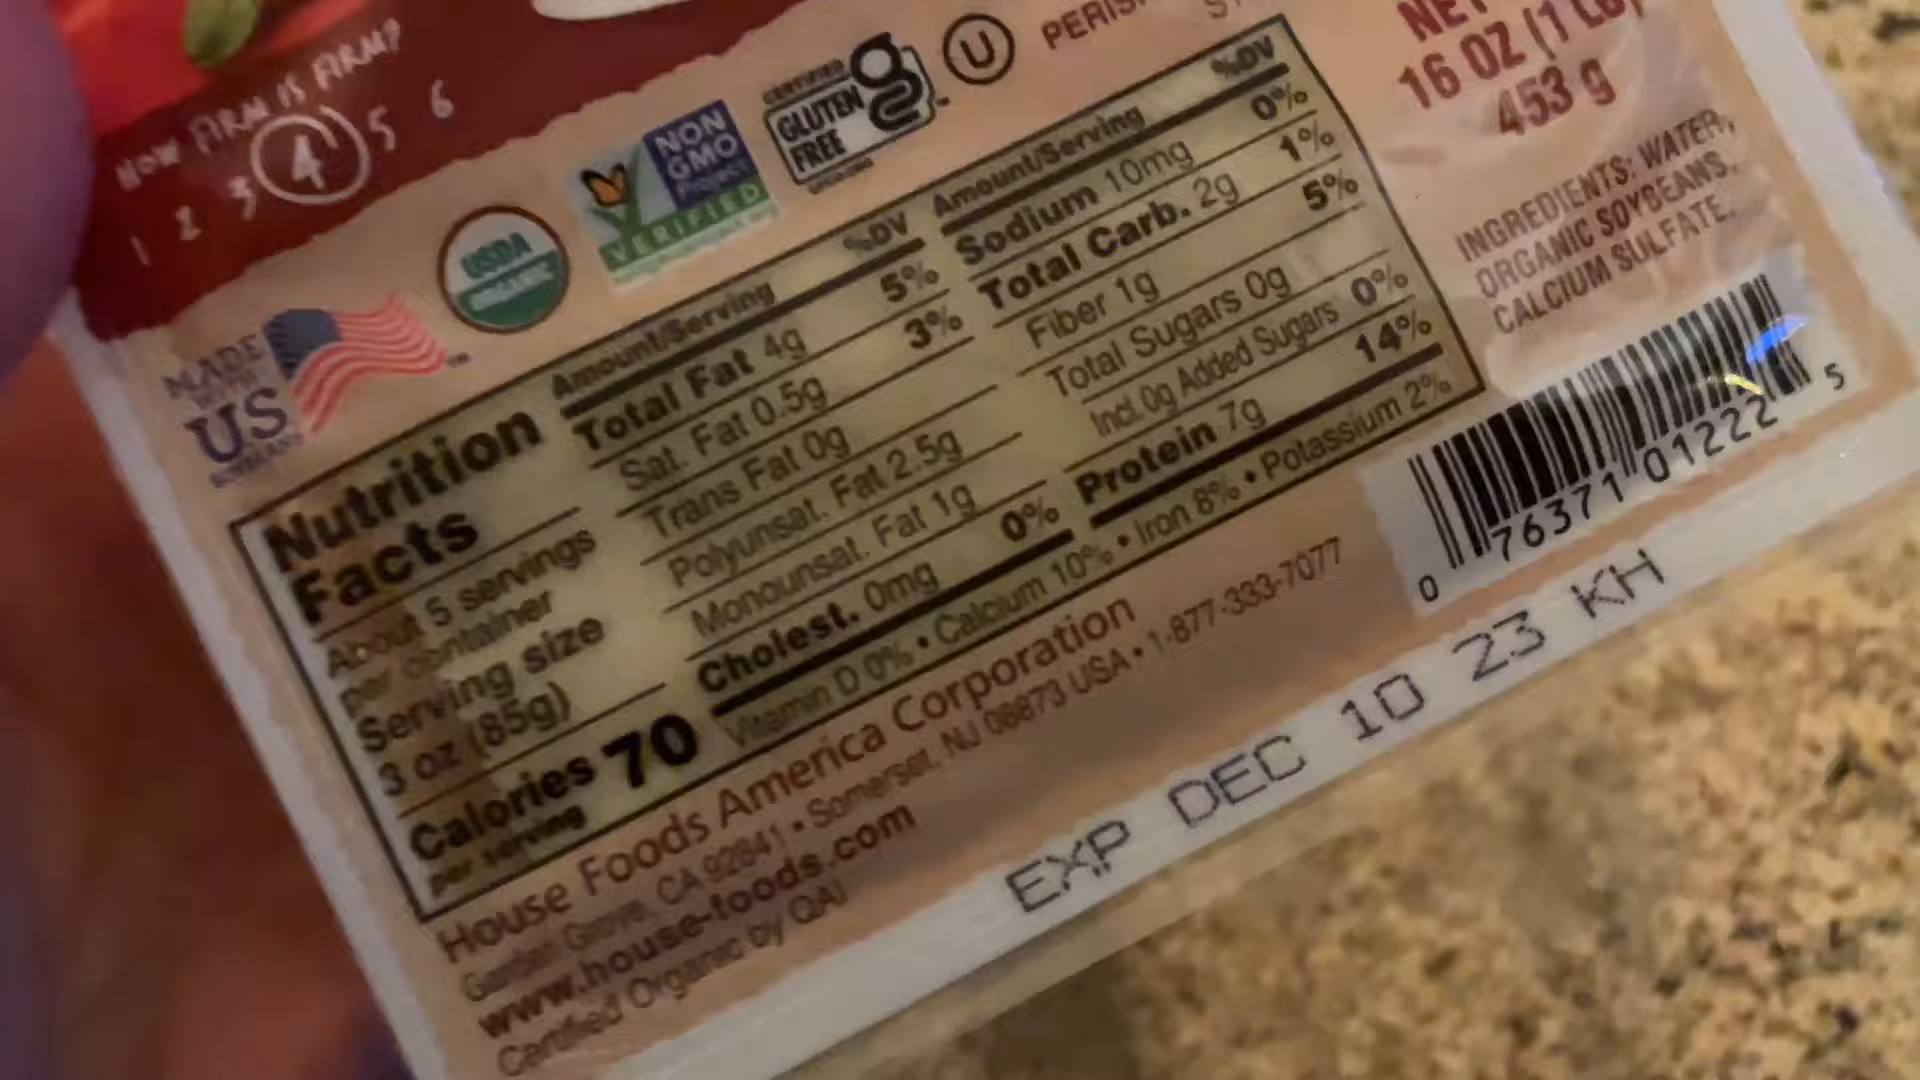 HOW FIRM IS FIRM?
1 2 3 4 5 6
MADE
US
USDA
ORGANIC
NON
GMO
Project
VERIFIED
CERTIFIED
GLUTEN
FREE
U
NET
16 OZ (1 LB)
453 g
INGREDIENTS: WATER,
ORGANIC SOYBEANS,
CALCIUM SULFATE.
Nutrition
Facts
About 5 servings
per container
Serving size
3 oz (85g)
Calories 70
per serving
Amount/Serving %DV
Total Fat 4g 5%
Sat. Fat 0.5g 3%
Trans Fat 0g
Polyunsat. Fat 2.5g
Monounsat. Fat 1g
Cholest. 0mg 0%
Amount/Serving %DV
Sodium 10mg 0%
Total Carb. 2g 1%
Fiber 1g 5%
Total Sugars 0g
Incl. 0g Added Sugars 0%
Protein 7g 14%
Vitamin D 0% • Calcium 10% • Iron 8% • Potassium 2%
House Foods America Corporation
Garden Grove, CA 92841 • Somerset, NJ 08873 USA • 1-877-333-7077
www.house-foods.com
Certified Organic by QAI
0 76371 01222 5
EXP DEC 10 23 KH